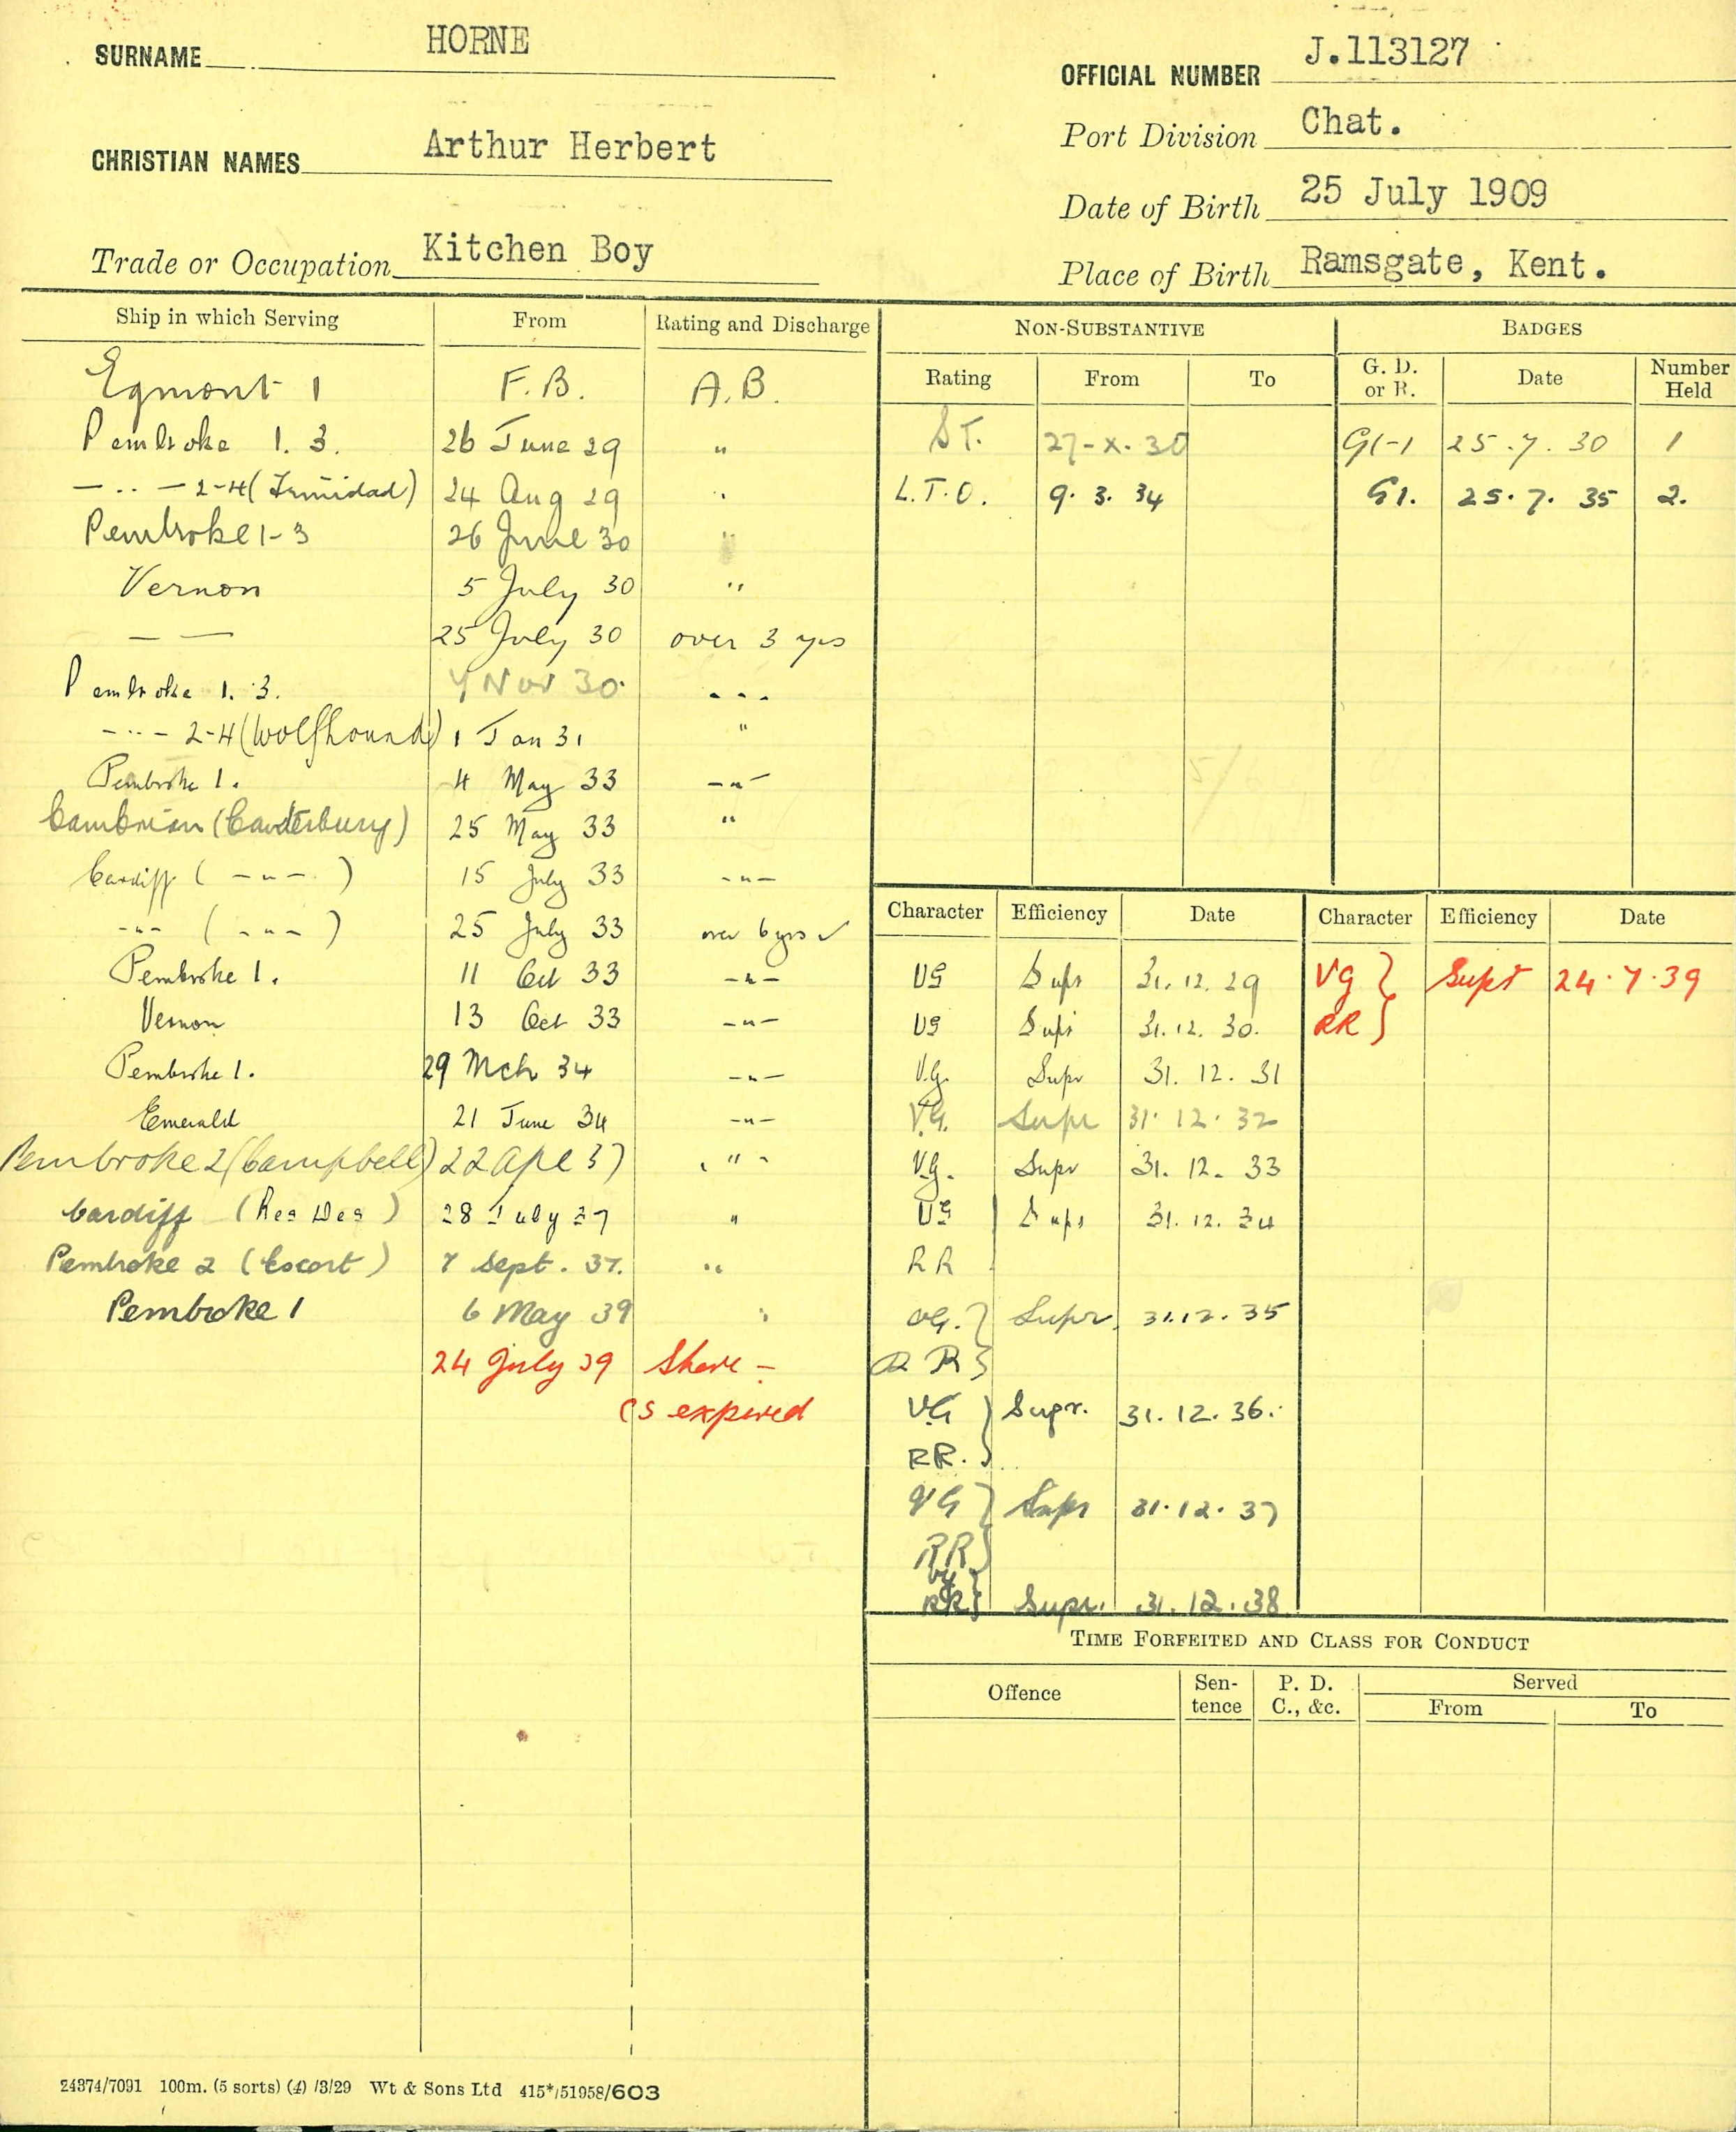 SURNAME HORNE
OFFICIAL NUMBER J.113127
CHRISTIAN NAMES Arthur Herbert
Port Division Chat.
Date of Birth 25 July 1909
Trade or Occupation Kitchen Boy
Place of Birth Ramsgate, Kent.
Ship in which Serving From Rating and Discharge
Egmont 1 F.B. A.B.
Pembroke 1. 3. 26 June 29 "
— .. — 2-4 (Trinidad) 24 Aug 29 "
Pembroke 1-3 26 June 30 "
Vernon 5 July 30 "
— — 25 July 30 over 3 yrs
Pembroke 1. 3. 4 Nov 30. - - -
- .. - 2-4 (Wolfhound) 1 Jan 31 "
Pembroke 1. 4 May 33 — " —
Cambrian (Canterbury) 25 May 33 "
Cardiff ( — " — ) 15 July 33 - " —
- " - ( - " - ) 25 July 33 over 6 yrs ✓
Pembroke 1. 11 Oct 33 — " —
Vernon 13 Oct 33 — " —
Pembroke 1. 29 Mch 34 — " —
Emerald 21 June 34 — " —
Pembroke 2 (Campbell) 22 Apl 37 " -
Cardiff (Res Des) 28 July 37 "
Pembroke 2 (Escort) 7 Sept. 37. "
Pembroke 1 6 May 39 "
24 July 39 Shore —
CS expired
NON-SUBSTANTIVE
Rating From To
ST. 27-X-30
L.T.O. 9. 3. 34
BADGES
G. D. or R. Date Number Held
G1-1 25.7.30 1
G1. 25.7.35 2.
Character Efficiency Date
VG Supr 31.12.29
VG Supr 31.12.30.
V.G. Supr 31.12.31
V.G. Supr 31.12.32
V.G. Supr 31.12.33
VG Supr 31.12.34
RR
VG. } Supr. 31.12.35
RR }
VG } Supr. 31.12.36.
RR. }
VG } Supr 31.12.37
RR }
VG }
RR } Supr. 31.12.38
Character Efficiency Date
VG } Supr 24.7.39
RR }
TIME FORFEITED AND CLASS FOR CONDUCT
Offence Sen-tence P. D. C., &c. Served
From To
24374/7091 100m. (5 sorts) (4) /3/29 Wt & Sons Ltd 415*/51958/603